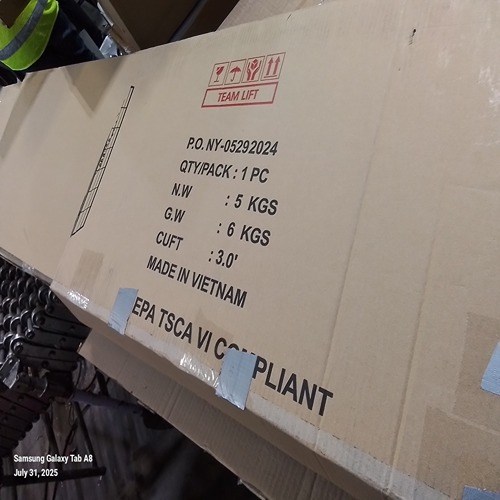 TEAM LIFT
P.O. NY-05292024
QTY/PACK : 1 PC
N.W : 5 KGS
G.W : 6 KGS
CUFT : 3.0'
MADE IN VIETNAM
EPA TSCA VI COMPLIANT
Samsung Galaxy Tab A8
July 31, 2025